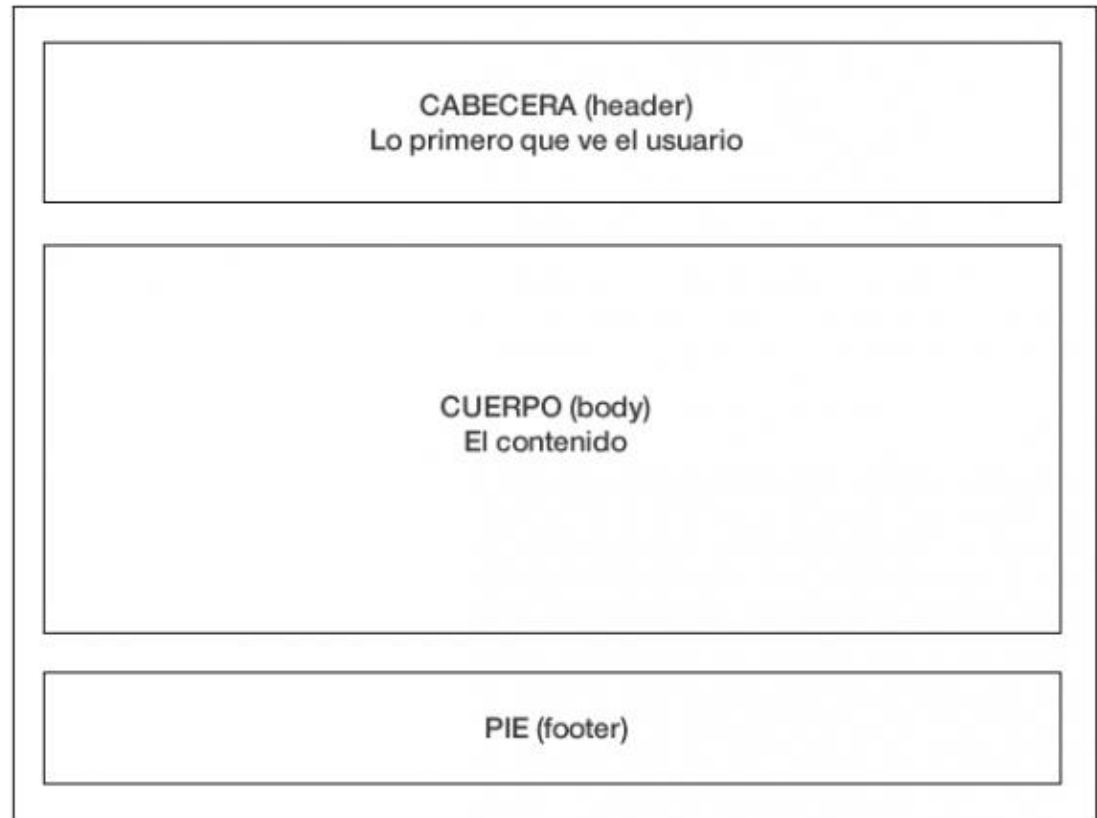 CABECERA (header)
Lo primero que ve el usuario
CUERPO (body)
El contenido
PIE (footer)